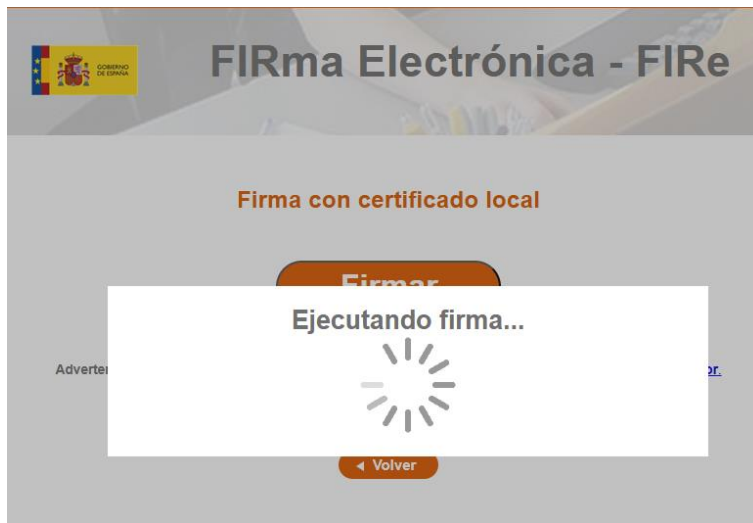 GOBIERNO
DE ESPAÑA
FIRma Electrónica - FIRe
Firma con certificado local
Firmar
Ejecutando firma...
Volver